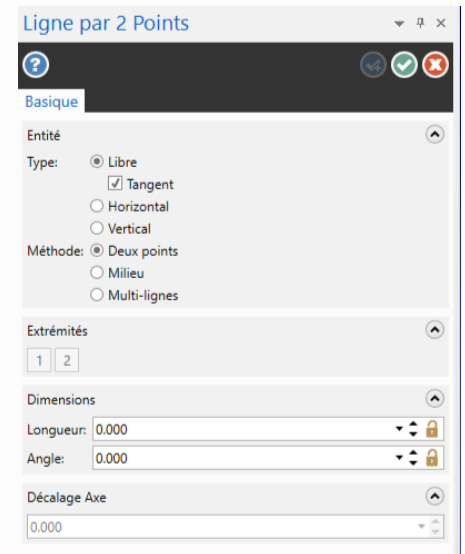 Ligne par 2 Points
Basique
Entité
Type: Libre
Tangent
Horizontal
Vertical
Méthode: Deux points
Milieu
Multi-lignes
Extrémités
1 2
Dimensions
Longueur: 0.000
Angle: 0.000
Décalage Axe
0.000